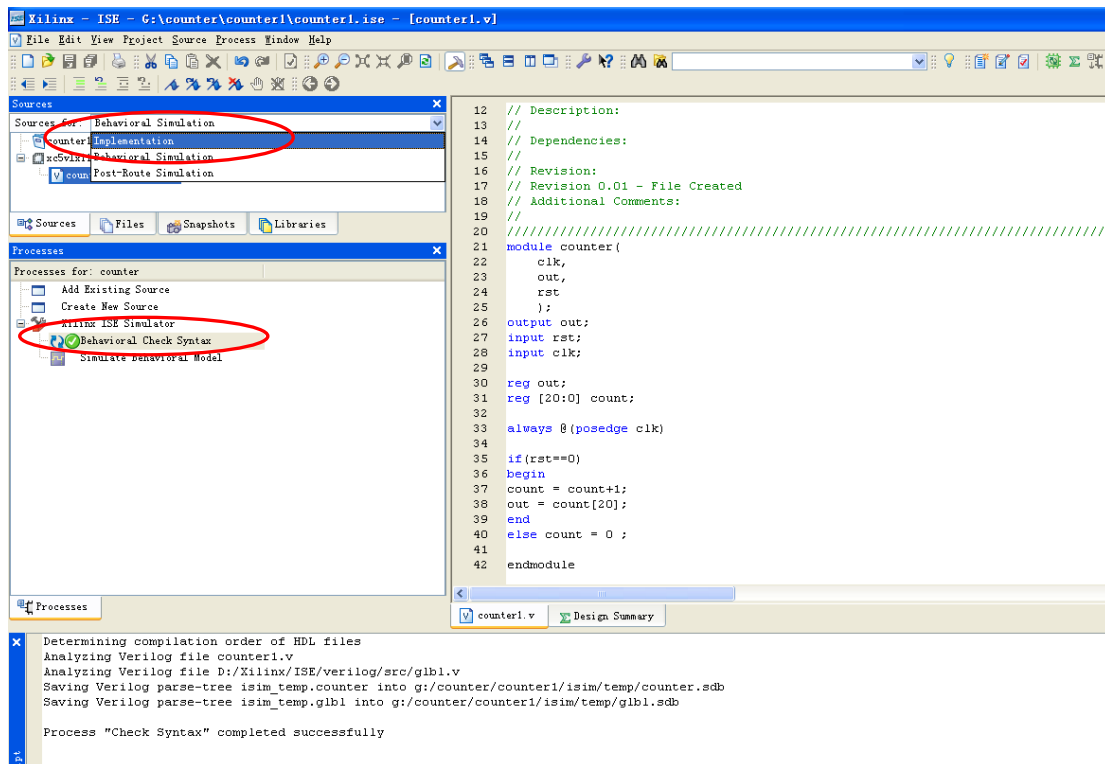 Xilinx - ISE - G:\counter\counter1\counter1.ise - [counter1.v]
File Edit View Project Source Process Window Help
Sources
Sources for: Behavioral Simulation
counter1 Implementation
Behavioral Simulation
coun Post-Route Simulation
Sources Files Snapshots Libraries
Processes
Processes for: counter
Add Existing Source
Create New Source
Xilinx ISE Simulator
Behavioral Check Syntax
Simulate Behavioral Model
Processes
12 // Description:
13 //
14 // Dependencies:
15 //
16 // Revision:
17 // Revision 0.01 - File Created
18 // Additional Comments:
19 //
20 ////////////////////////////////////////////////////////////////////////////////
21 module counter(
22 clk,
23 out,
24 rst
25 );
26 output out;
27 input rst;
28 input clk;
29
30 reg out;
31 reg [20:0] count;
32
33 always @(posedge clk)
34
35 if(rst==0)
36 begin
37 count = count+1;
38 out = count[20];
39 end
40 else count = 0 ;
41
42 endmodule
counter1.v Design Summary
Determining compilation order of HDL files
Analyzing Verilog file counter1.v
Analyzing Verilog file D:/Xilinx/ISE/verilog/src/glbl.v
Saving Verilog parse-tree isim_temp.counter into g:/counter/counter1/isim/temp/counter.sdb
Saving Verilog parse-tree isim_temp.glbl into g:/counter/counter1/isim/temp/glbl.sdb
Process "Check Syntax" completed successfully
pt